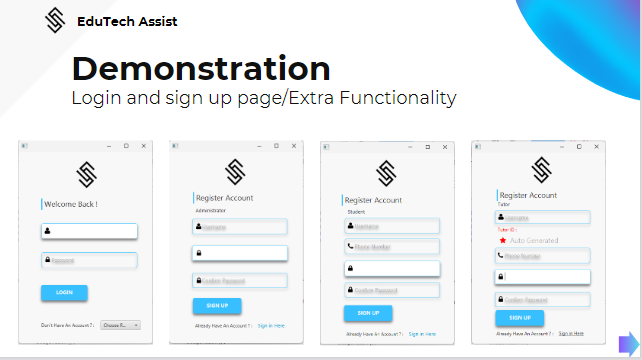 EduTech Assist
Demonstration
Login and sign up page/Extra Functionality
Welcome Back !
Password
LOGIN
Don't Have An Account ? :
Choose R...
Register Account
Administrator
Username
Confirm Password
SIGN UP
Already Have An Account ? :
Sign in Here
Register Account
Student
Username
Phone Number
Confirm Password
SIGN UP
Already Have An Account ? :
Sign in Here
Register Account
Tutor
Username
Tutor ID :
Auto Generated
Phone Number
Confirm Password
SIGN UP
Already Have An Account ? :
Sign in Here